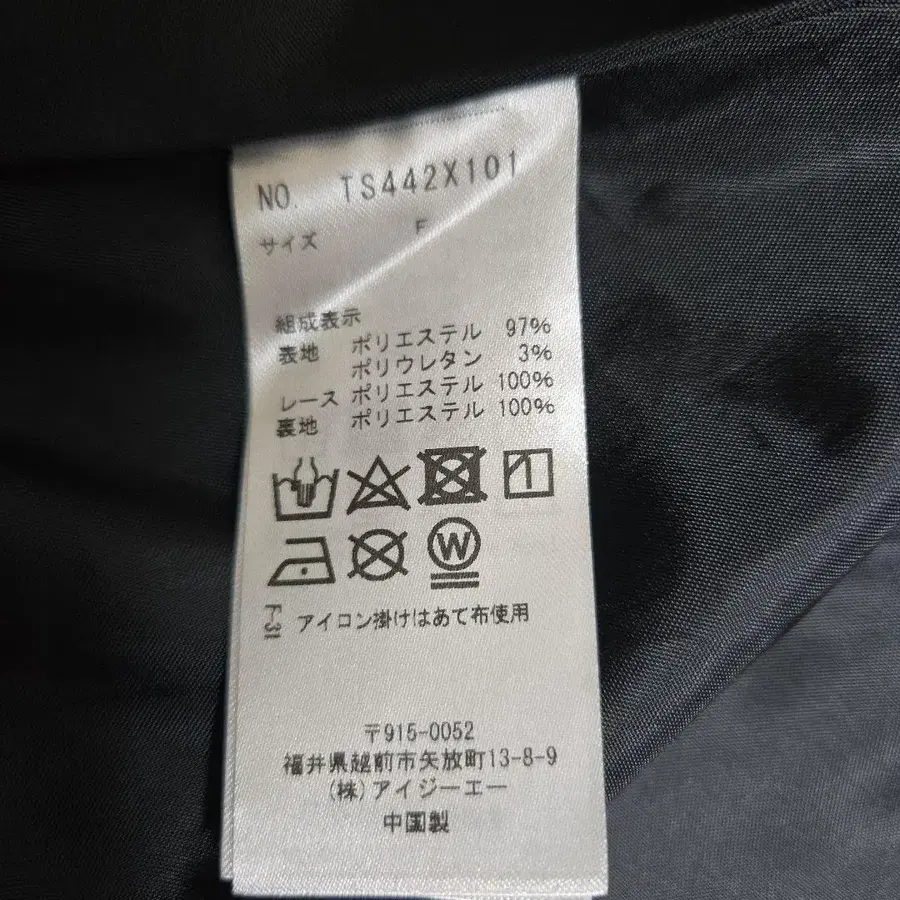 NO. TS442X101
サイズ F
組成表示
表地 ポリエステル 97%
ポリウレタン 3%
レース ポリエステル 100%
裏地 ポリエステル 100%
W
F-31 アイロン掛けはあて布使用
〒915-0052
福井県越前市矢放町13-8-9
(株)アイジーエー
中国製